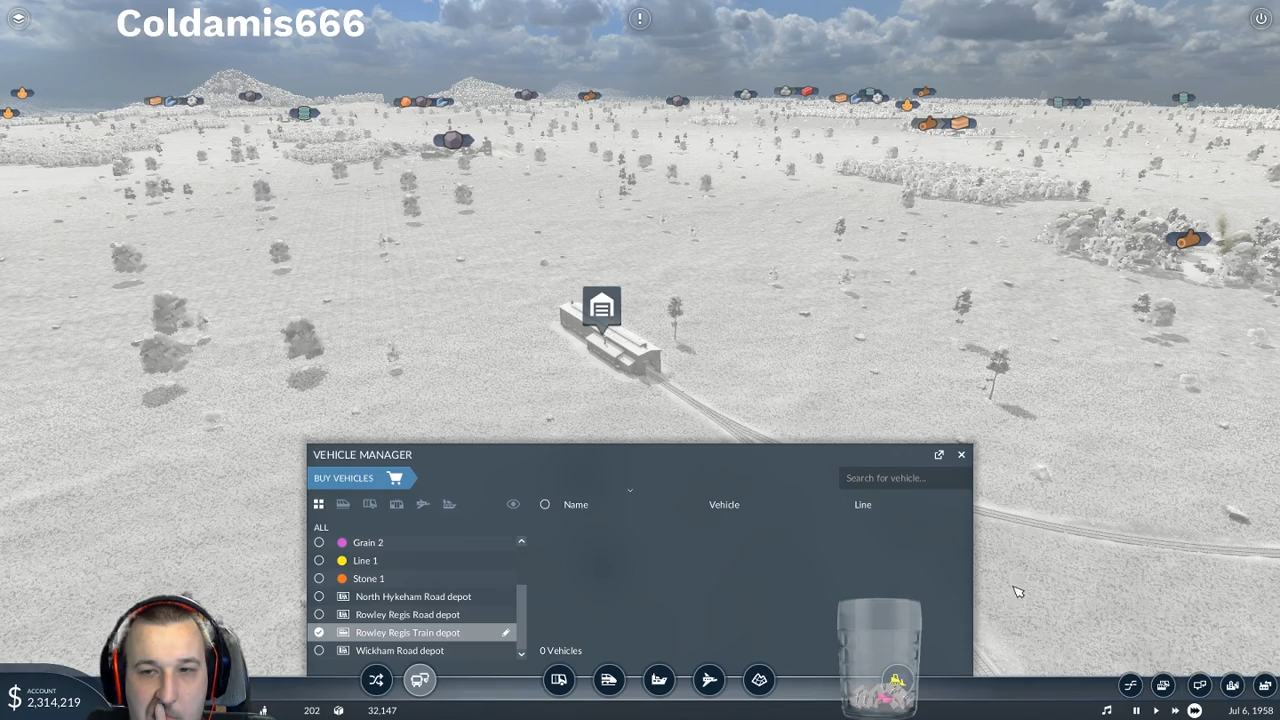 Coldamis666
VEHICLE MANAGER
BUY VEHICLES
Search for vehicle...
Name Vehicle Line
ALL
Grain 2
Line 1
Stone 1
North Hykeham Road depot
Rowley Regis Road depot
Rowley Regis Train depot
Wickham Road depot
0 Vehicles
$ ACCOUNT
2,314,219
202 32,147
Jul 6, 1958